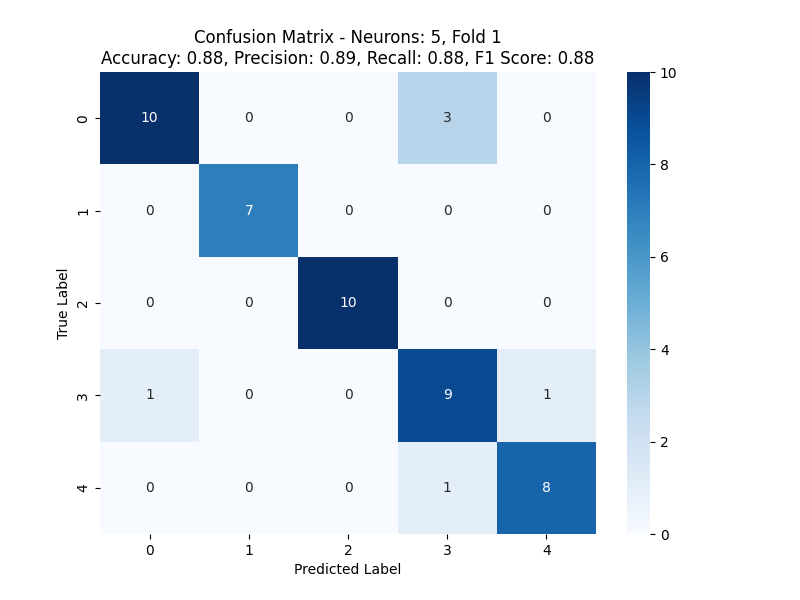 Confusion Matrix - Neurons: 5, Fold 1
Accuracy: 0.88, Precision: 0.89, Recall: 0.88, F1 Score: 0.88
0 10 0 0 3 0
1 0 7 0 0 0
2 0 0 10 0 0
3 1 0 0 9 1
4 0 0 0 1 8
0 1 2 3 4
Predicted Label
True Label
10
8
6
4
2
0